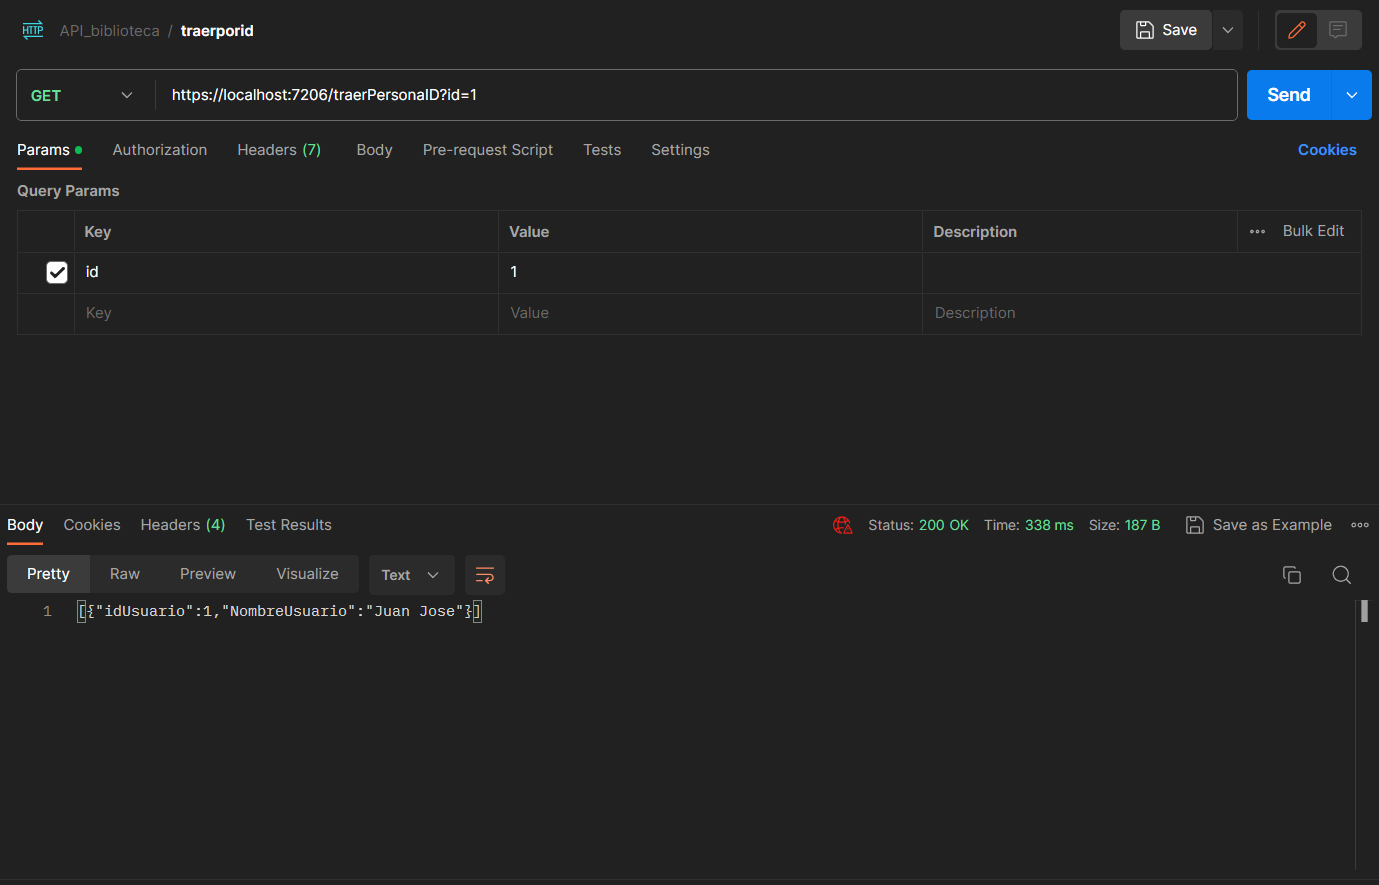 HTTP API_biblioteca / traerporid Save
GET https://localhost:7206/traerPersonaID?id=1 Send
Params Authorization Headers (7) Body Pre-request Script Tests Settings Cookies
Query Params
Key Value Description Bulk Edit
id 1
Key Value Description
Body Cookies Headers (4) Test Results Status: 200 OK Time: 338 ms Size: 187 B Save as Example
Pretty Raw Preview Visualize Text
1 [{"idUsuario":1,"NombreUsuario":"Juan Jose"}]